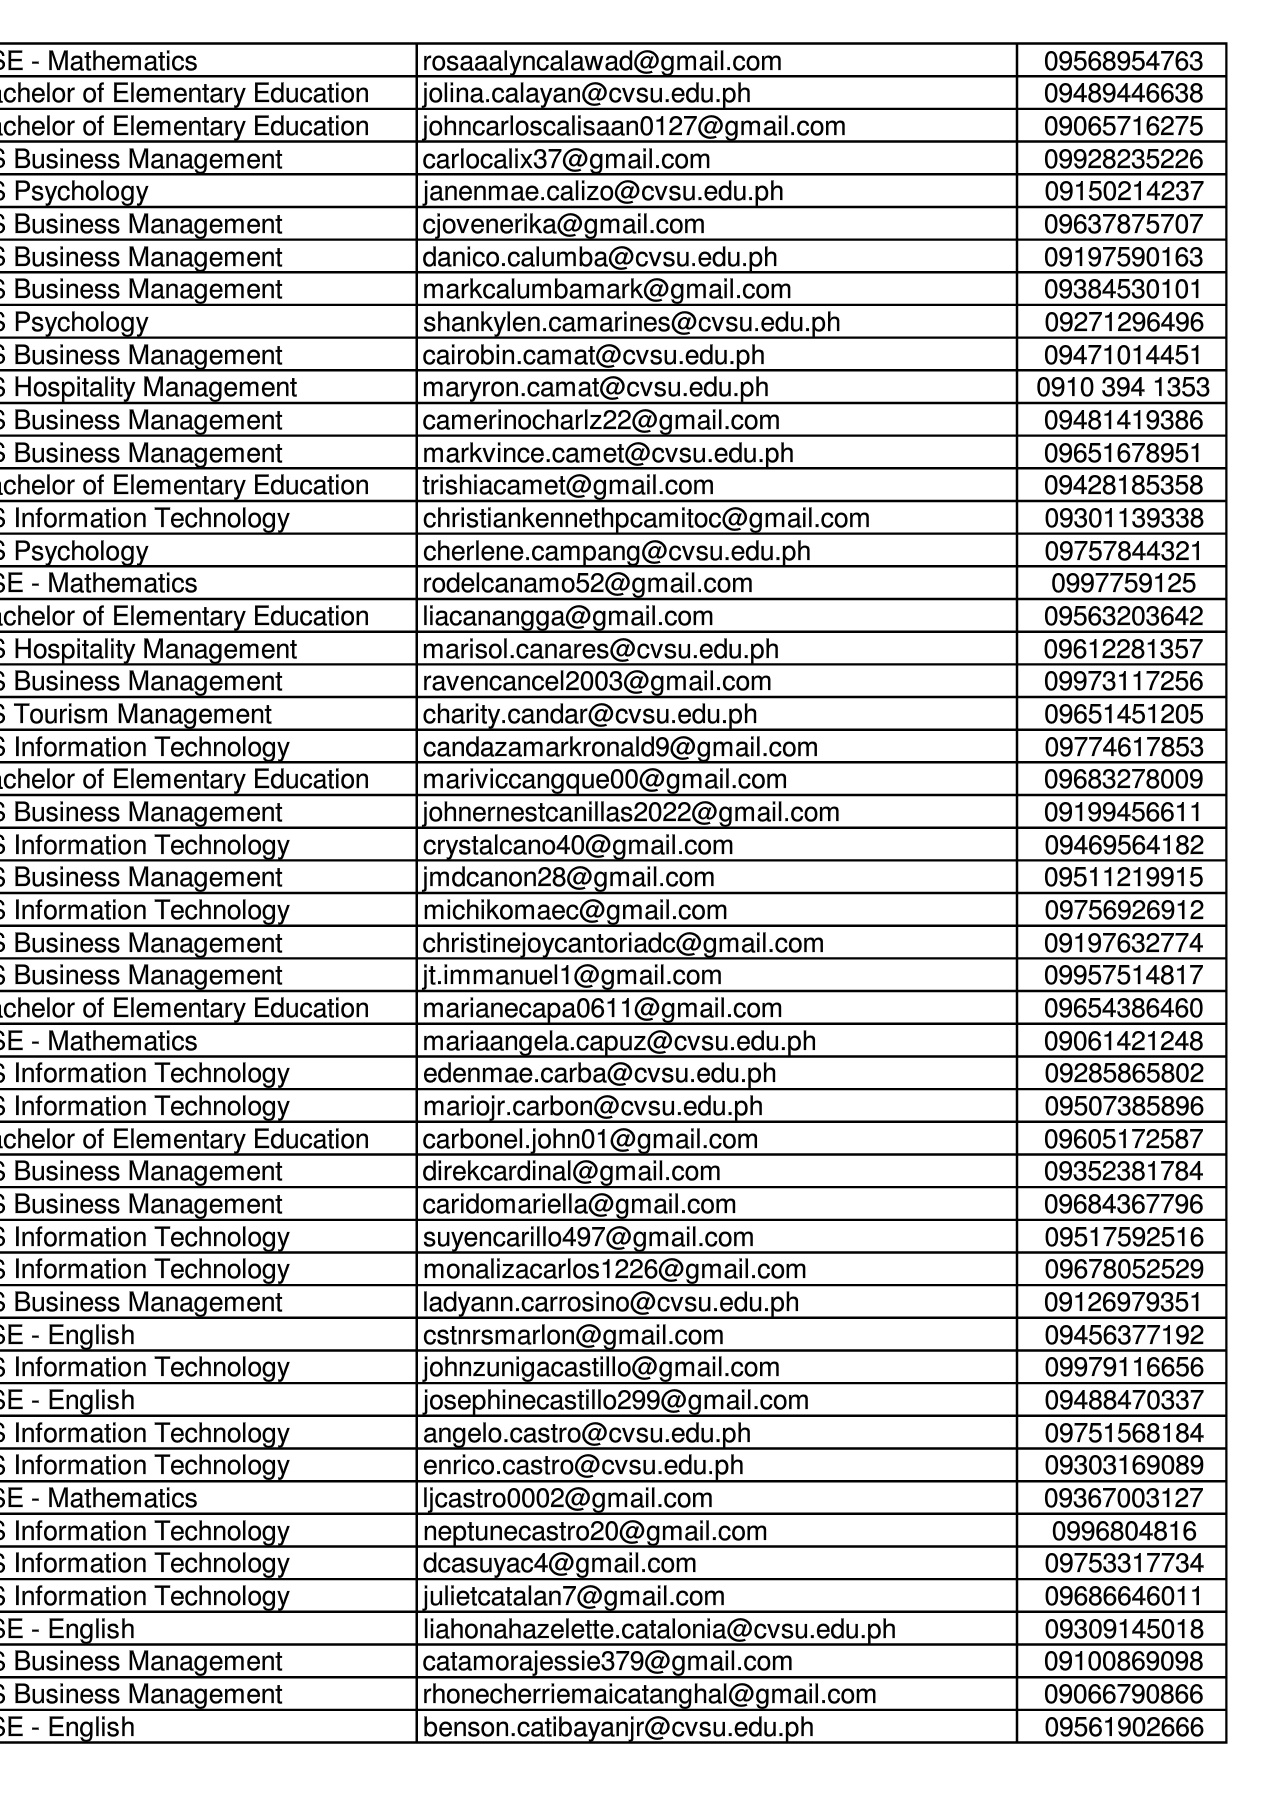 SE - Mathematics rosaaalyncalawad@gmail.com 09568954763
achelor of Elementary Education jolina.calayan@cvsu.edu.ph 09489446638
achelor of Elementary Education johncarloscalisaan0127@gmail.com 09065716275
S Business Management carlocalix37@gmail.com 09928235226
S Psychology janenmae.calizo@cvsu.edu.ph 09150214237
S Business Management cjovenerika@gmail.com 09637875707
S Business Management danico.calumba@cvsu.edu.ph 09197590163
S Business Management markcalumbamark@gmail.com 09384530101
S Psychology shankylen.camarines@cvsu.edu.ph 09271296496
S Business Management cairobin.camat@cvsu.edu.ph 09471014451
S Hospitality Management maryron.camat@cvsu.edu.ph 0910 394 1353
S Business Management camerinocharlz22@gmail.com 09481419386
S Business Management markvince.camet@cvsu.edu.ph 09651678951
achelor of Elementary Education trishiacamet@gmail.com 09428185358
S Information Technology christiankennethpcamitoc@gmail.com 09301139338
S Psychology cherlene.campang@cvsu.edu.ph 09757844321
SE - Mathematics rodelcanamo52@gmail.com 0997759125
achelor of Elementary Education liacanangga@gmail.com 09563203642
S Hospitality Management marisol.canares@cvsu.edu.ph 09612281357
S Business Management ravencancel2003@gmail.com 09973117256
S Tourism Management charity.candar@cvsu.edu.ph 09651451205
S Information Technology candazamarkronald9@gmail.com 09774617853
achelor of Elementary Education mariviccangque00@gmail.com 09683278009
S Business Management johnernestcanillas2022@gmail.com 09199456611
S Information Technology crystalcano40@gmail.com 09469564182
S Business Management jmdcanon28@gmail.com 09511219915
S Information Technology michikomaec@gmail.com 09756926912
S Business Management christinejoycantoriadc@gmail.com 09197632774
S Business Management jt.immanuel1@gmail.com 09957514817
achelor of Elementary Education marianecapa0611@gmail.com 09654386460
SE - Mathematics mariaangela.capuz@cvsu.edu.ph 09061421248
S Information Technology edenmae.carba@cvsu.edu.ph 09285865802
S Information Technology mariojr.carbon@cvsu.edu.ph 09507385896
achelor of Elementary Education carbonel.john01@gmail.com 09605172587
S Business Management direkcardinal@gmail.com 09352381784
S Business Management caridomariella@gmail.com 09684367796
S Information Technology suyencarillo497@gmail.com 09517592516
S Information Technology monalizacarlos1226@gmail.com 09678052529
S Business Management ladyann.carrosino@cvsu.edu.ph 09126979351
SE - English cstnrsmarlon@gmail.com 09456377192
S Information Technology johnzunigacastillo@gmail.com 09979116656
SE - English josephinecastillo299@gmail.com 09488470337
S Information Technology angelo.castro@cvsu.edu.ph 09751568184
S Information Technology enrico.castro@cvsu.edu.ph 09303169089
SE - Mathematics ljcastro0002@gmail.com 09367003127
S Information Technology neptunecastro20@gmail.com 0996804816
S Information Technology dcasuyac4@gmail.com 09753317734
S Information Technology julietcatalan7@gmail.com 09686646011
SE - English liahonahazelette.catalonia@cvsu.edu.ph 09309145018
S Business Management catamorajessie379@gmail.com 09100869098
S Business Management rhonecherriemaicatanghal@gmail.com 09066790866
SE - English benson.catibayanjr@cvsu.edu.ph 09561902666